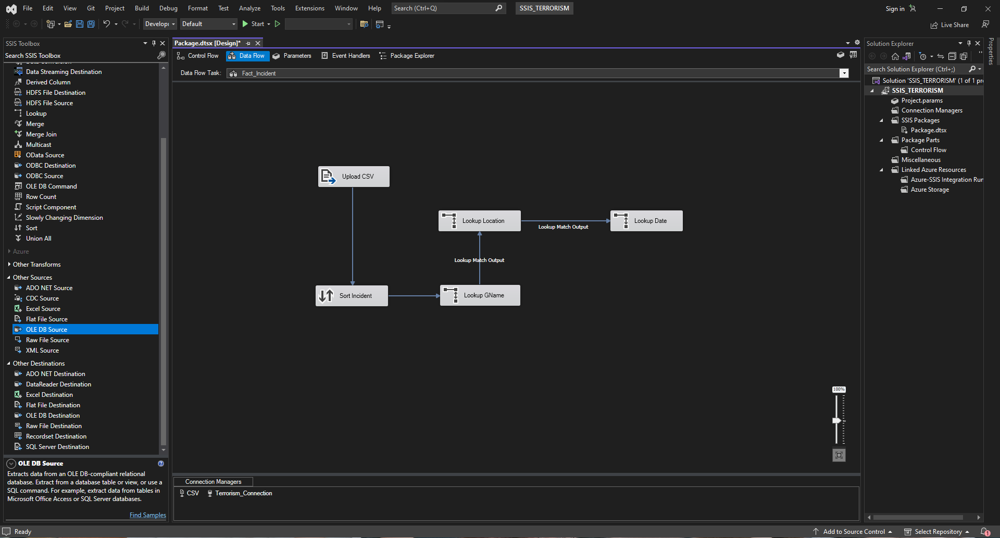 File Edit View Git Project Build Debug Format Test Analyze Tools Extensions Window Help Search (Ctrl+Q) SSIS_TERRORISM Sign in
Develop Default Start Live Share
SSIS Toolbox
Search SSIS Toolbox
Data Streaming Destination
Derived Column
HDFS File Destination
HDFS File Source
Lookup
Merge
Merge Join
Multicast
OData Source
ODBC Destination
ODBC Source
OLE DB Command
Row Count
Script Component
Slowly Changing Dimension
Sort
Union All
Azure
Other Transforms
Other Sources
ADO NET Source
CDC Source
Excel Source
Flat File Source
OLE DB Source
Raw File Source
XML Source
Other Destinations
ADO NET Destination
DataReader Destination
Excel Destination
Flat File Destination
OLE DB Destination
Raw File Destination
Recordset Destination
SQL Server Destination
OLE DB Source
Extracts data from an OLE DB-compliant relational
database. Extract from a database table or view, or use a
SQL command. For example, extract data from tables in
Microsoft Office Access or SQL Server databases.
Find Samples
Package.dtsx [Design]*
Control Flow Data Flow Parameters Event Handlers Package Explorer
Data Flow Task: Fact_Incident
Upload CSV
Lookup Location
Lookup Match Output
Lookup Date
Lookup Match Output
Sort Incident
Lookup GName
100%
Connection Managers
CSV Terrorism_Connection
Solution Explorer
Search Solution Explorer (Ctrl+;)
Solution 'SSIS_TERRORISM' (1 of 1 pr
SSIS_TERRORISM
Project.params
Connection Managers
SSIS Packages
Package.dtsx
Package Parts
Control Flow
Miscellaneous
Linked Azure Resources
Azure-SSIS Integration Run
Azure Storage
Properties
Ready Add to Source Control Select Repository 1